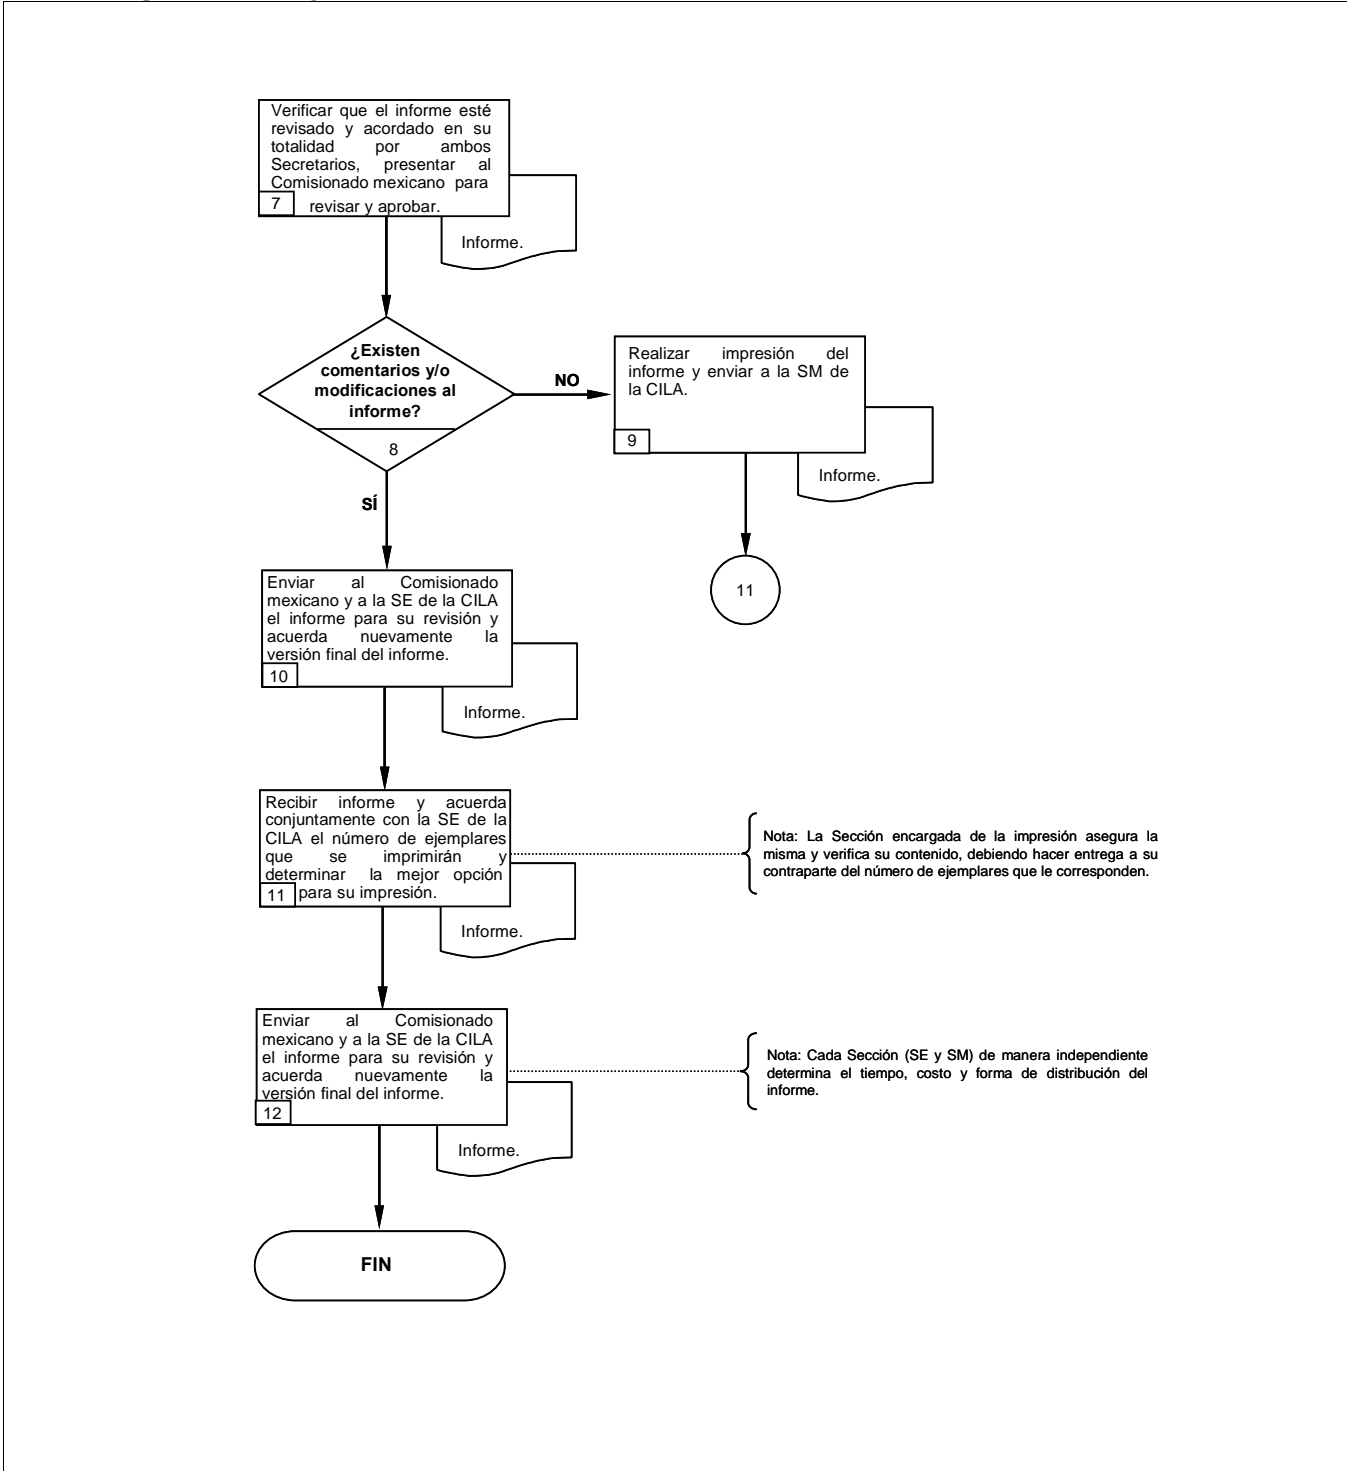 Verificar que el informe esté
revisado y acordado en su
totalidad por ambos
Secretarios, presentar al
Comisionado mexicano para
7 revisar y aprobar.
Informe.
¿Existen
comentarios y/o
modificaciones al
informe?
8
NO
Realizar impresión del
informe y enviar a la SM de
la CILA.
9
Informe.
11
SÍ
Enviar al Comisionado
mexicano y a la SE de la CILA
el informe para su revisión y
acuerda nuevamente la
versión final del informe.
10
Informe.
Recibir informe y acuerda
conjuntamente con la SE de la
CILA el número de ejemplares
que se imprimirán y
determinar la mejor opción
11 para su impresión.
Informe.
Nota: La Sección encargada de la impresión asegura la
misma y verifica su contenido, debiendo hacer entrega a su
contraparte del número de ejemplares que le corresponden.
Enviar al Comisionado
mexicano y a la SE de la CILA
el informe para su revisión y
acuerda nuevamente la
versión final del informe.
12
Informe.
Nota: Cada Sección (SE y SM) de manera independiente
determina el tiempo, costo y forma de distribución del
informe.
FIN